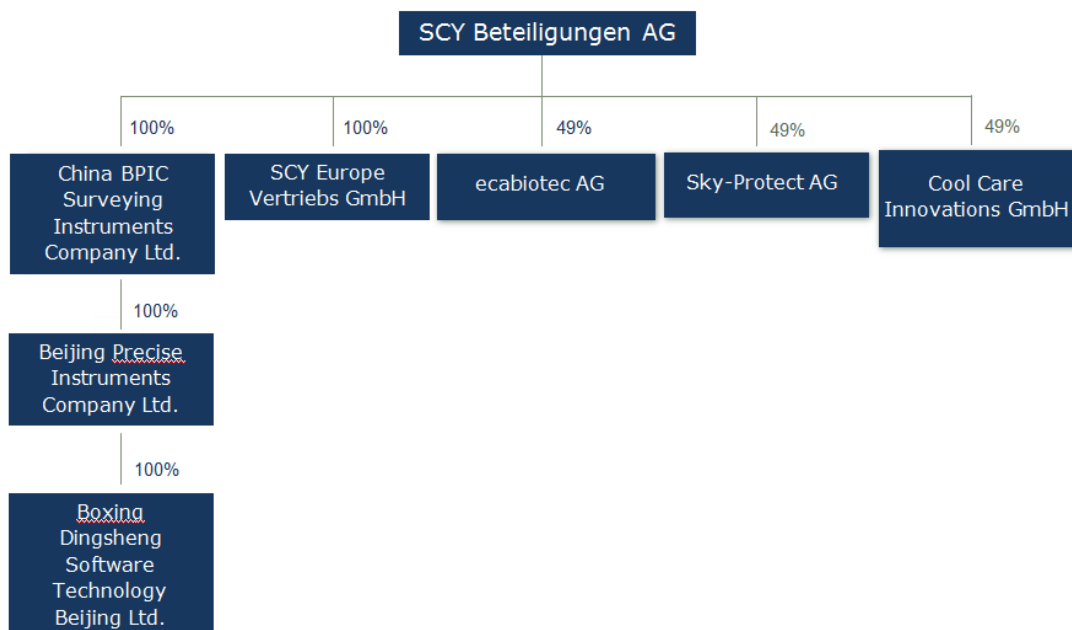 SCY Beteiligungen AG
100%
100%
49%
49%
49%
China BPIC
Surveying
Instruments
Company Ltd.
SCY Europe
Vertriebs GmbH
ecabiotec AG
Sky-Protect AG
Cool Care
Innovations GmbH
100%
Beijing Precise
Instruments
Company Ltd.
100%
Boxing
Dingsheng
Software
Technology
Beijing Ltd.